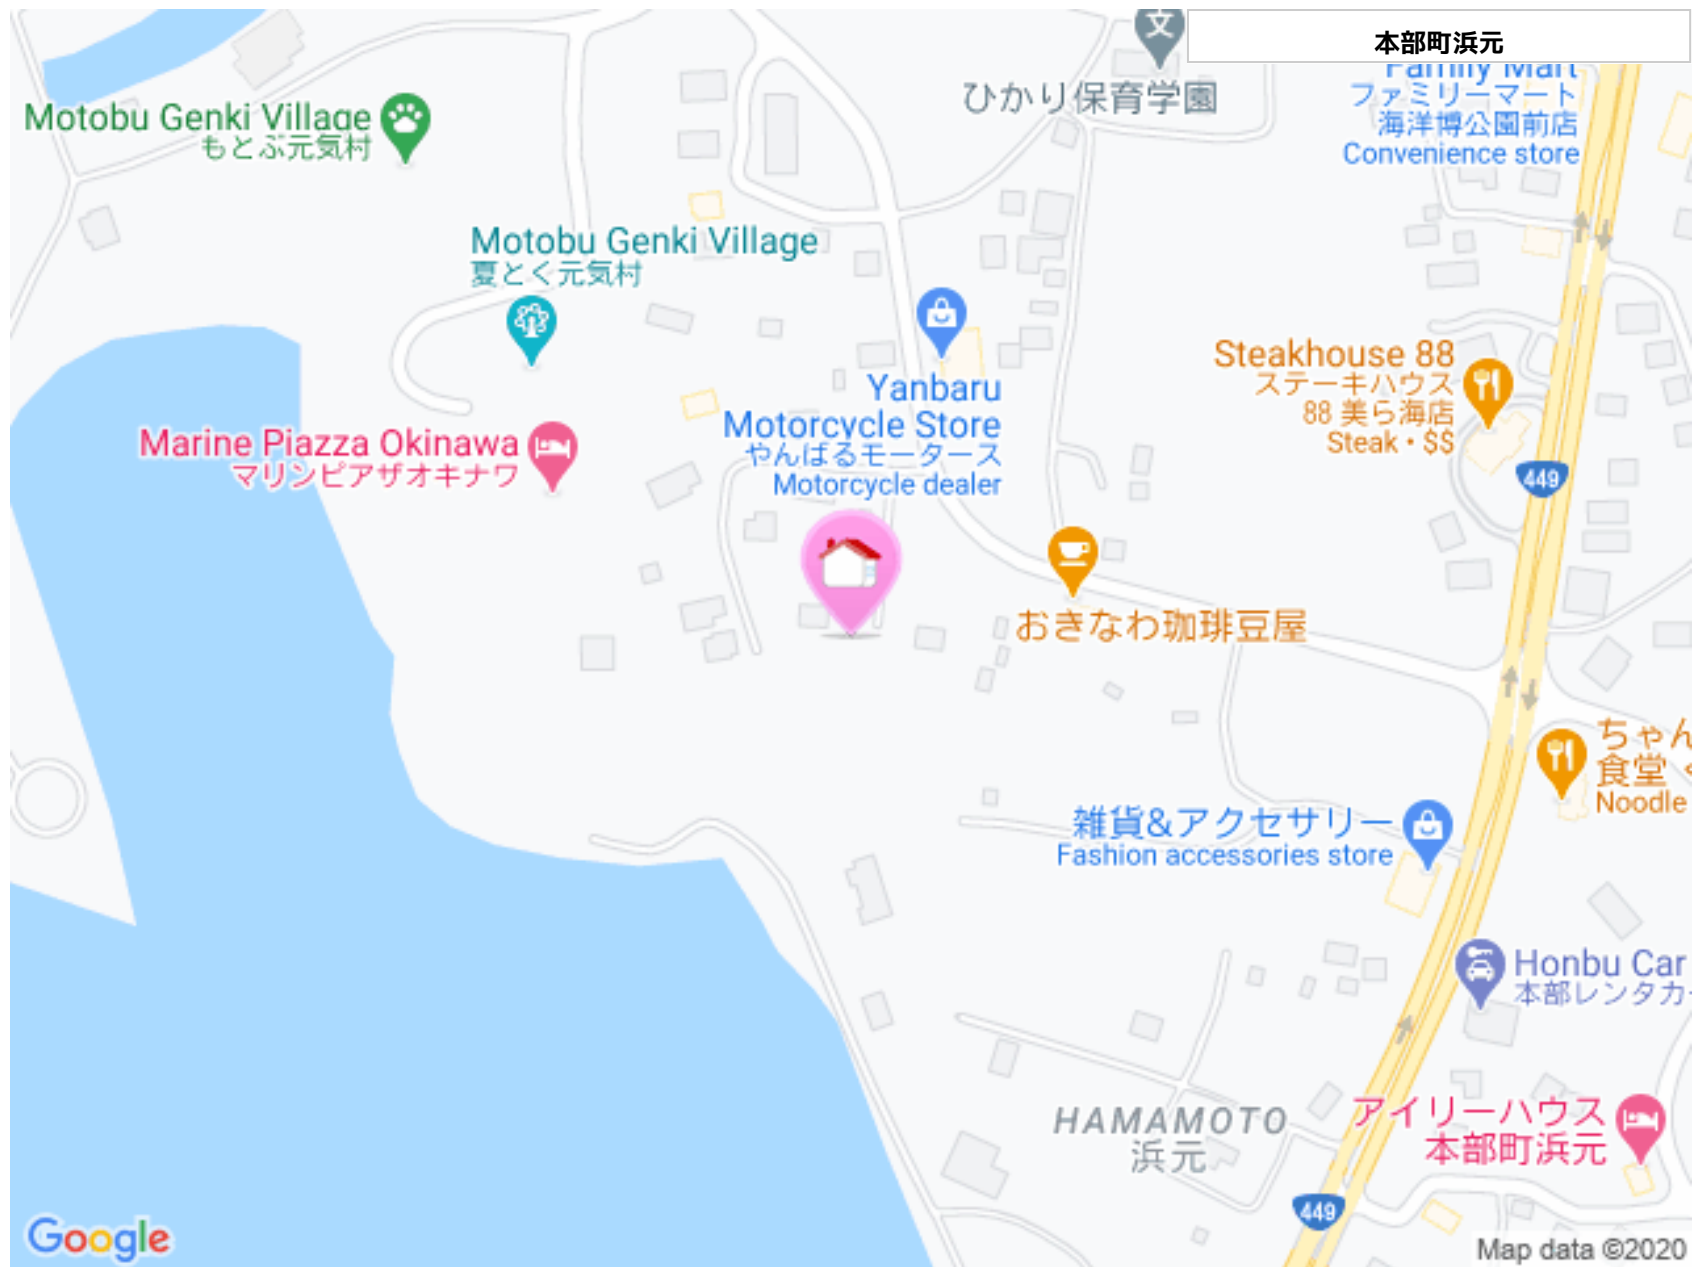 本部町浜元
Family Mart
ファミリーマート
海洋博公園前店
Convenience store
ひかり保育学園
Motobu Genki Village
もとぶ元気村
Motobu Genki Village
夏とく元気村
Steakhouse 88
ステーキハウス
88 美ら海店
Steak • $$
Yanbaru
Motorcycle Store
やんばるモータース
Motorcycle dealer
Marine Piazza Okinawa
マリンピアザオキナワ
449
おきなわ珈琲豆屋
ちゃん
食堂
Noodle
雑貨&アクセサリー
Fashion accessories store
Honbu Car
本部レンタカー
HAMAMOTO
浜元
アイリーハウス
本部町浜元
449
Google
Map data ©2020